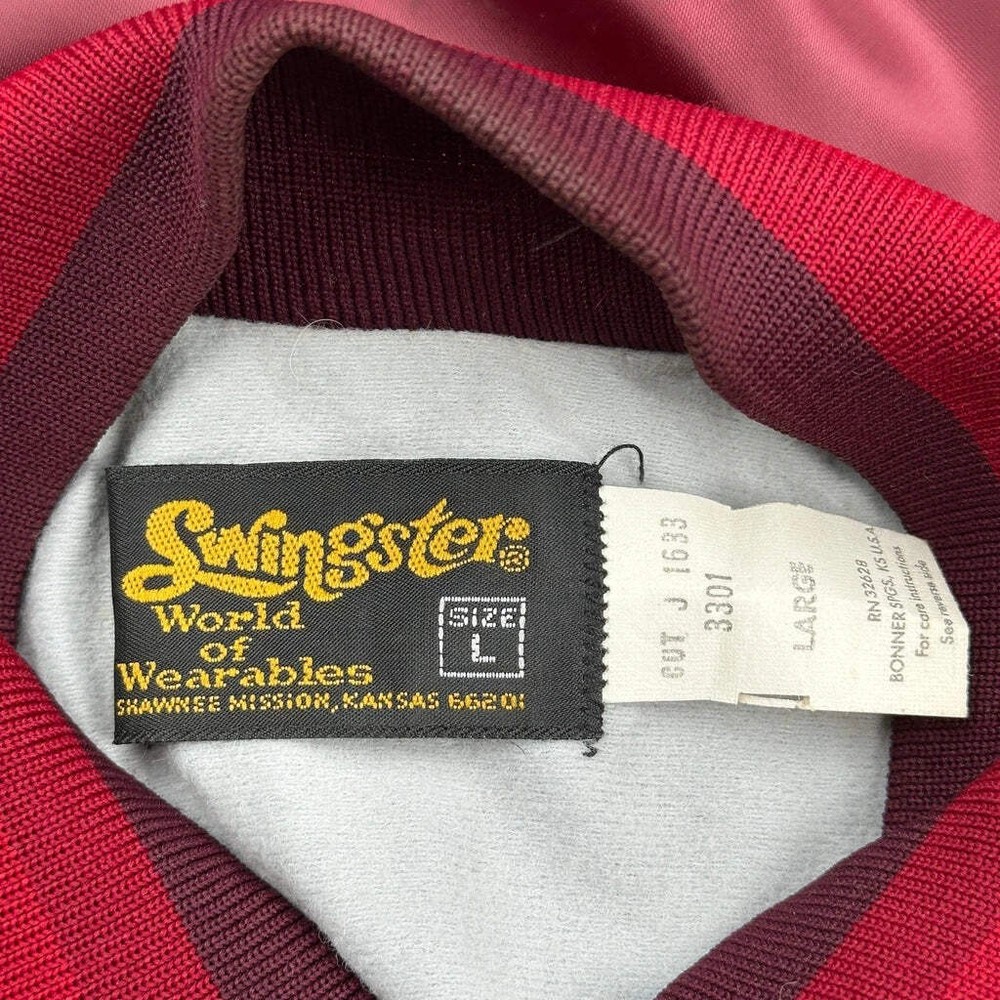 Swingster®
World
of
Wearables
SHAWNEE MISSION, KANSAS 66201
SIZE
L
CUT J 1633
3301
LARGE
RN 32628
BONNER SPGS, KS U.S.A
For care instructions
See reverse side